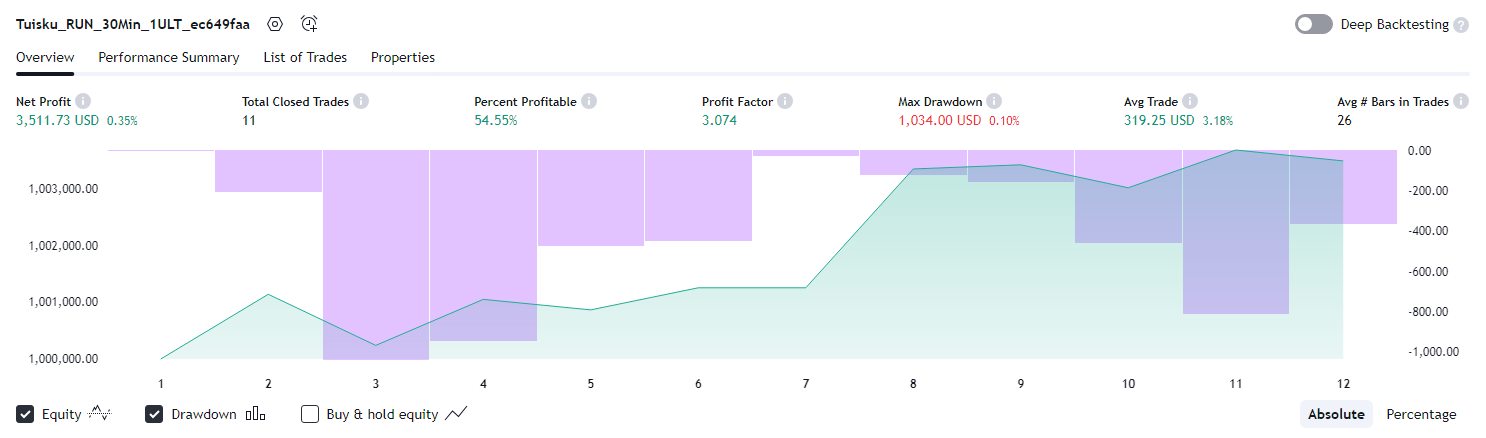 Tuisku_RUN_30Min_1ULT_ec649faa
Deep Backtesting ?
Overview Performance Summary List of Trades Properties
Net Profit Total Closed Trades Percent Profitable Profit Factor Max Drawdown Avg Trade Avg # Bars in Trades
3,511.73 USD 0.35% 11 54.55% 3.074 1,034.00 USD 0.10% 319.25 USD 3.18% 26
0.00
1,003,000.00 -200.00
-400.00
1,002,000.00
-600.00
1,001,000.00
-800.00
1,000,000.00 -1,000.00
1 2 3 4 5 6 7 8 9 10 11 12
Equity Drawdown Buy & hold equity Absolute Percentage